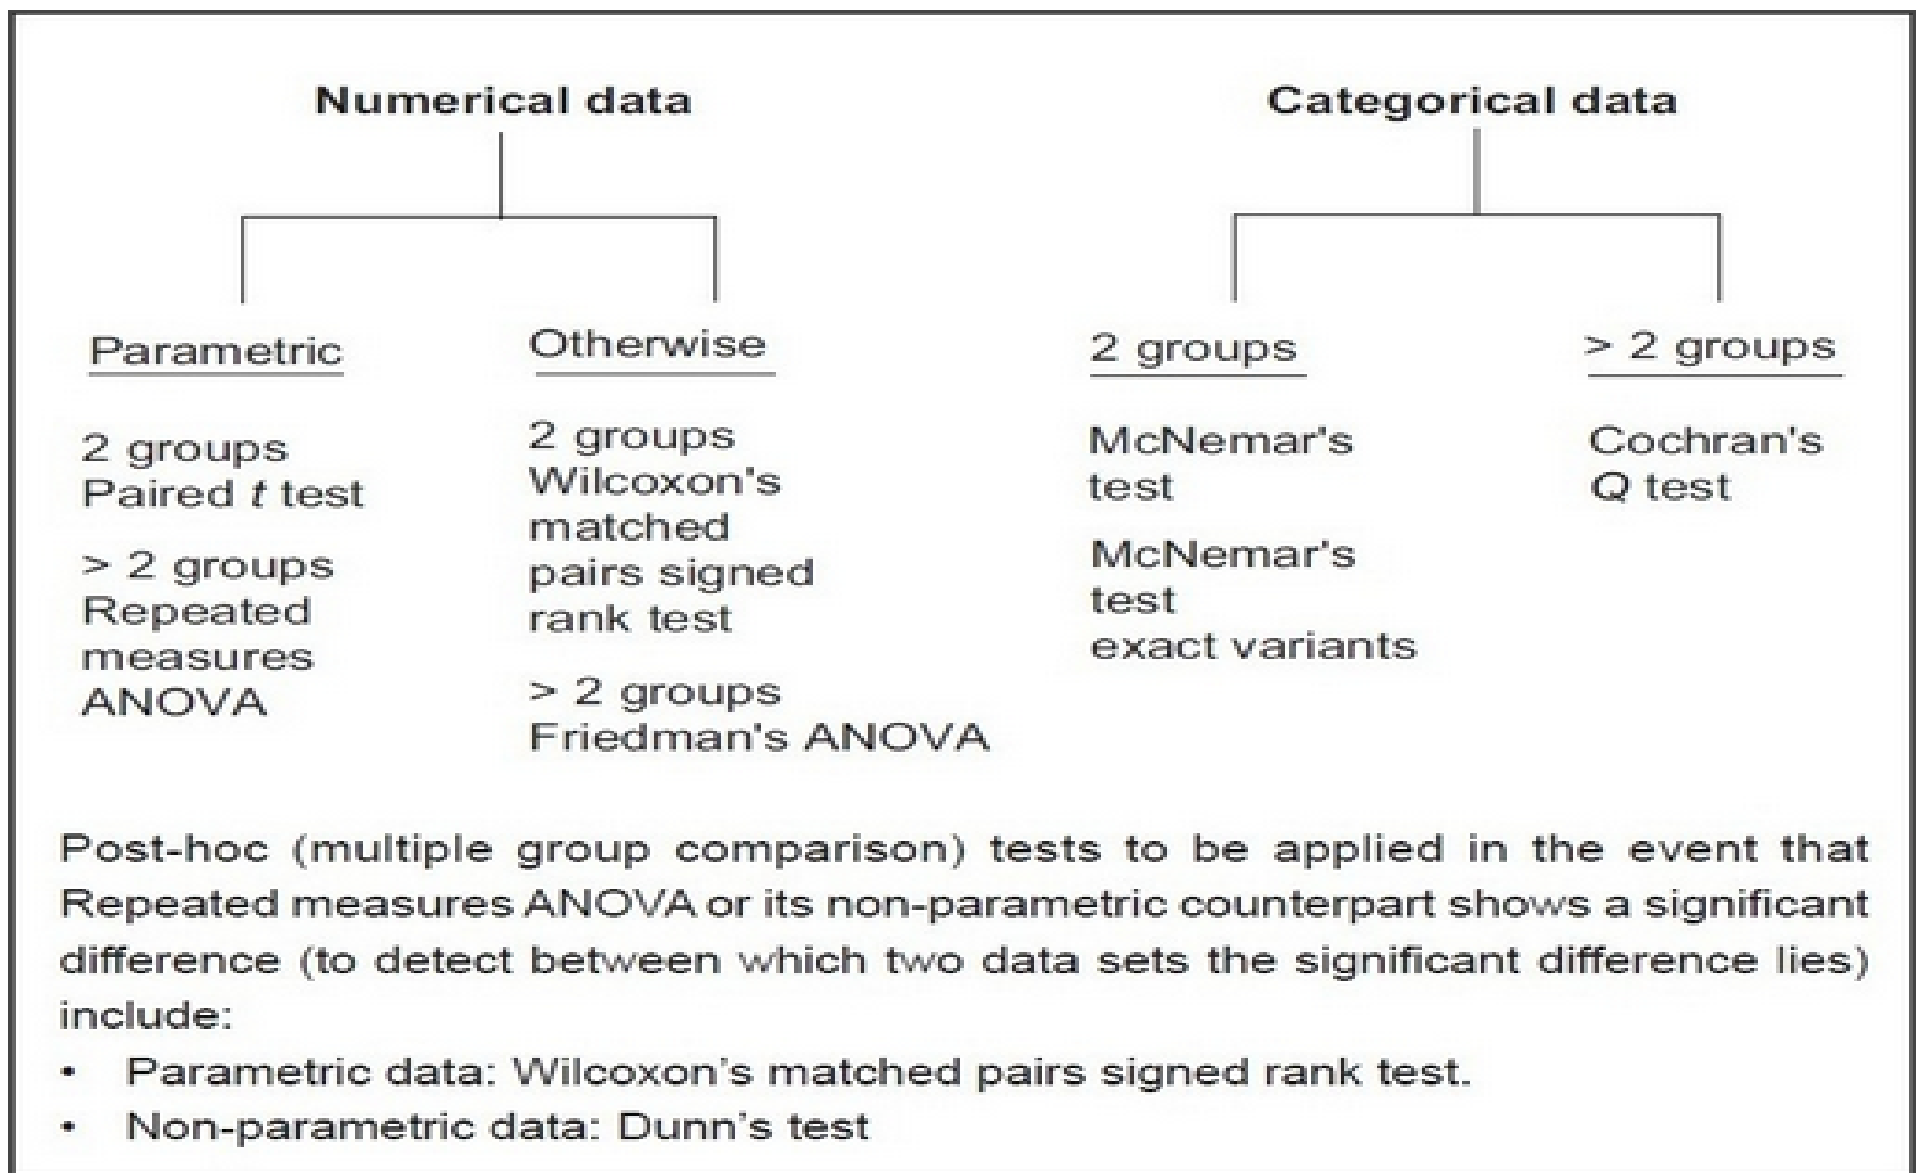 Numerical data
Categorical data
Parametric
2 groups
Paired t test
> 2 groups
Repeated
measures
ANOVA
Otherwise
2 groups
Wilcoxon's
matched
pairs signed
rank test
> 2 groups
Friedman's ANOVA
2 groups
McNemar's
test
McNemar's
test
exact variants
> 2 groups
Cochran's
Q test
Post-hoc (multiple group comparison) tests to be applied in the event that
Repeated measures ANOVA or its non-parametric counterpart shows a significant
difference (to detect between which two data sets the significant difference lies)
include:
• Parametric data: Wilcoxon's matched pairs signed rank test.
• Non-parametric data: Dunn's test